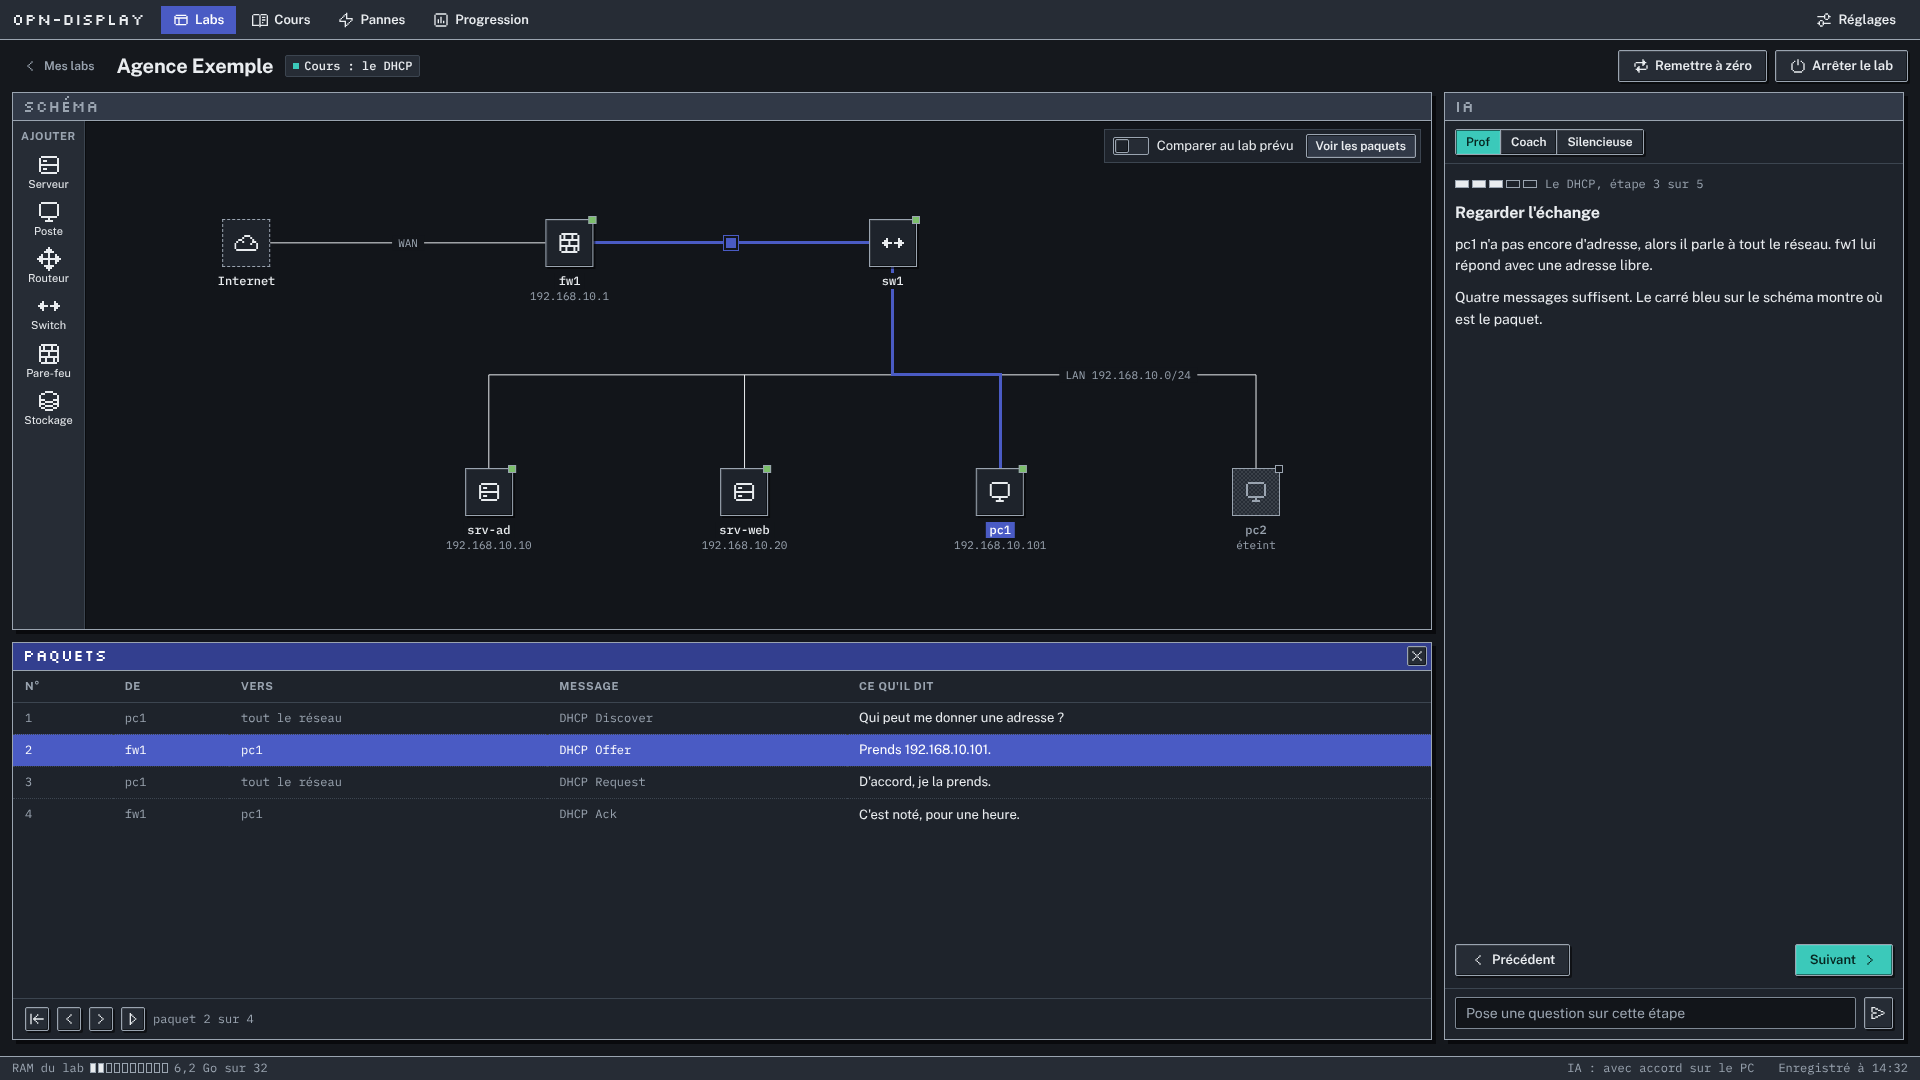 OPN-DISPLAY
Labs
Cours
Pannes
Progression
Réglages
Mes labs
Agence Exemple
Cours : le DHCP
Remettre à zéro
Arrêter le lab
SCHÉMA
AJOUTER
Serveur
Poste
Routeur
Switch
Pare-feu
Stockage
Comparer au lab prévu
Voir les paquets
Internet
WAN
fw1
192.168.10.1
sw1
LAN 192.168.10.0/24
srv-ad
192.168.10.10
srv-web
192.168.10.20
pc1
192.168.10.101
pc2
éteint
PAQUETS
N° DE VERS MESSAGE CE QU'IL DIT
1 pc1 tout le réseau DHCP Discover Qui peut me donner une adresse ?
2 fw1 pc1 DHCP Offer Prends 192.168.10.101.
3 pc1 tout le réseau DHCP Request D'accord, je la prends.
4 fw1 pc1 DHCP Ack C'est noté, pour une heure.
paquet 2 sur 4
IA
Prof
Coach
Silencieuse
Le DHCP, étape 3 sur 5
Regarder l'échange
pc1 n'a pas encore d'adresse, alors il parle à tout le réseau. fw1 lui
répond avec une adresse libre.
Quatre messages suffisent. Le carré bleu sur le schéma montre où
est le paquet.
Précédent
Suivant
Pose une question sur cette étape
RAM du lab 6,2 Go sur 32
IA : avec accord sur le PC
Enregistré à 14:32